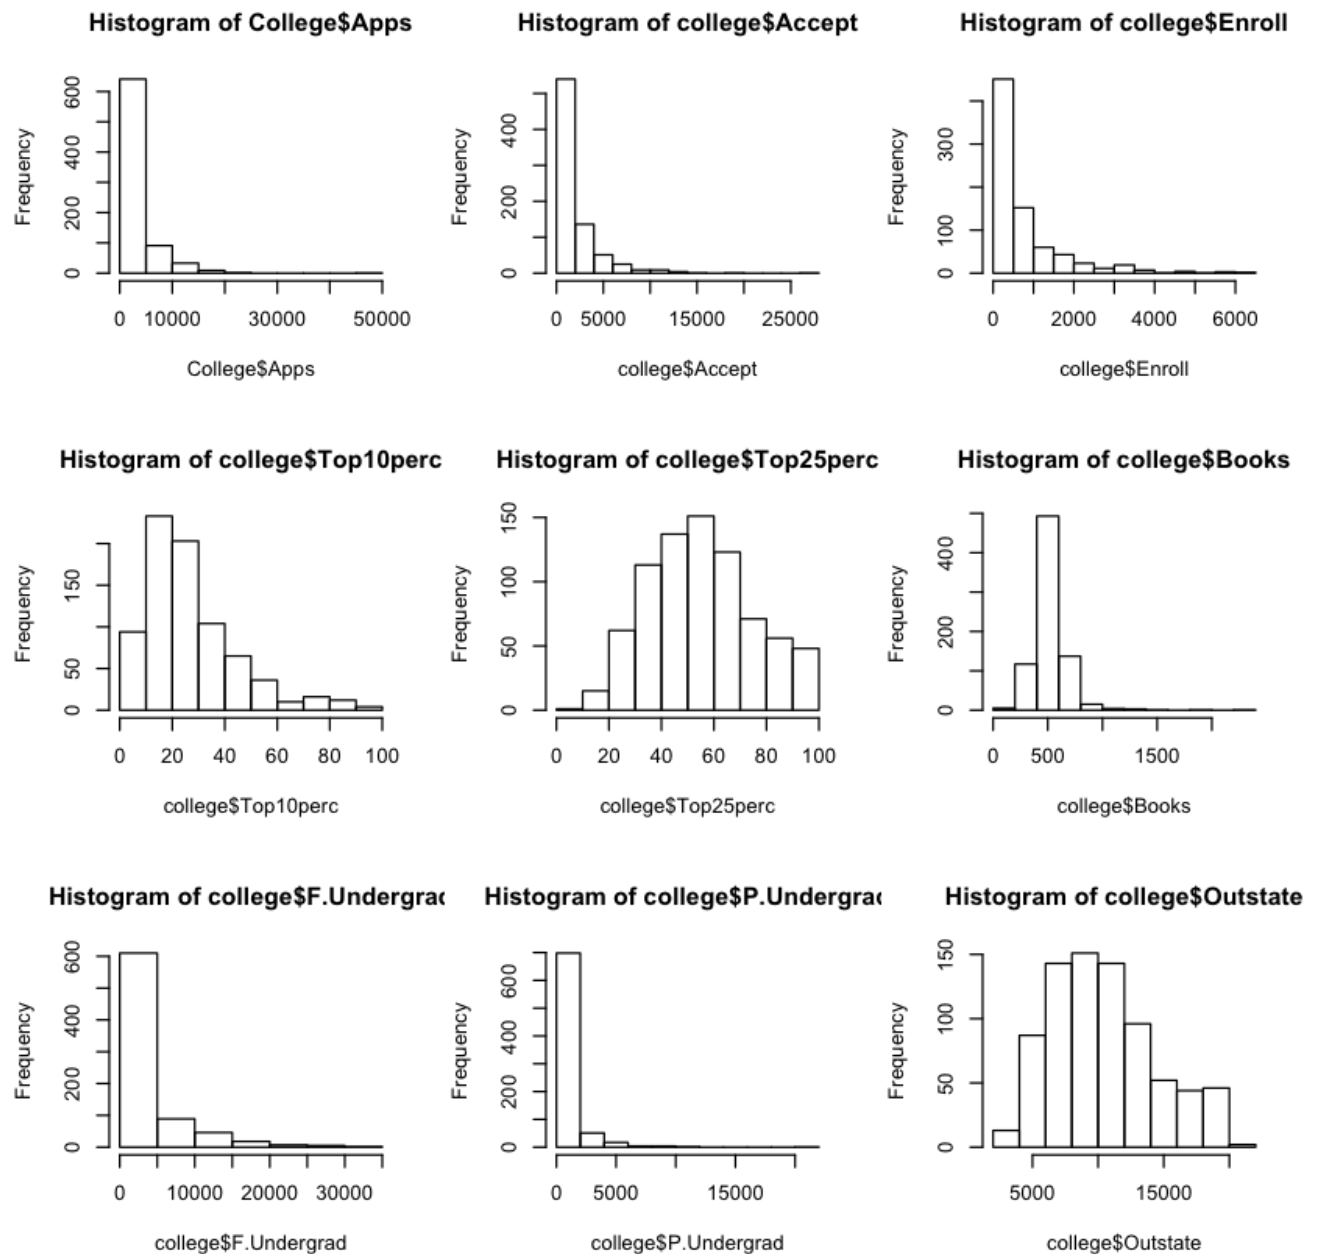 Histogram of College$Apps
Frequency
0 200 400 600
0 10000 30000 50000
College$Apps
Histogram of college$Accept
Frequency
0 200 400
0 5000 15000 25000
college$Accept
Histogram of college$Enroll
Frequency
100 300
0 2000 4000 6000
college$Enroll
Histogram of college$Top10perc
Frequency
0 50 150
0 20 40 60 80 100
college$Top10perc
Histogram of college$Top25perc
Frequency
0 50 100 150
0 20 40 60 80 100
college$Top25perc
Histogram of college$Books
Frequency
0 200 400
0 500 1500
college$Books
Histogram of college$F.Undergrad
Frequency
0 200 400 600
0 10000 20000 30000
college$F.Undergrad
Histogram of college$P.Undergrad
Frequency
0 200 400 600
0 5000 15000
college$P.Undergrad
Histogram of college$Outstate
Frequency
0 50 100 150
5000 15000
college$Outstate